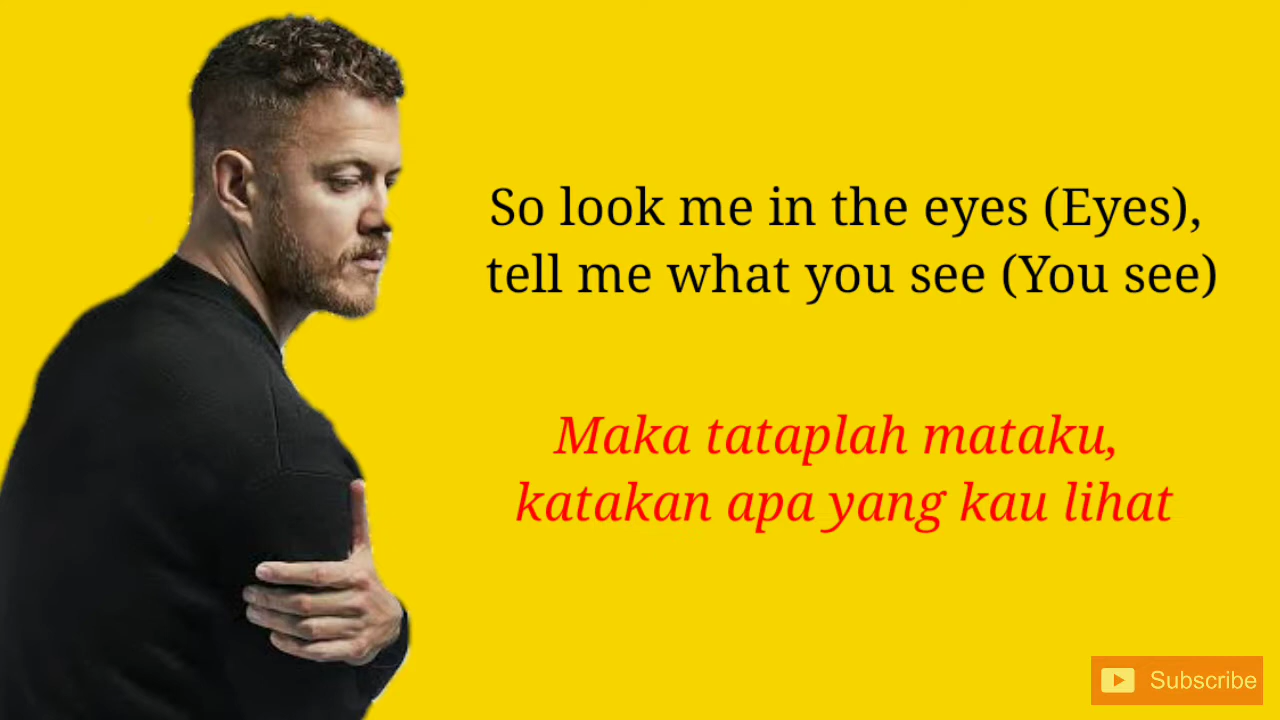 So look me in the eyes (Eyes),
tell me what you see (You see)
Maka tataplah mataku,
katakan apa yang kau lihat
Subscribe